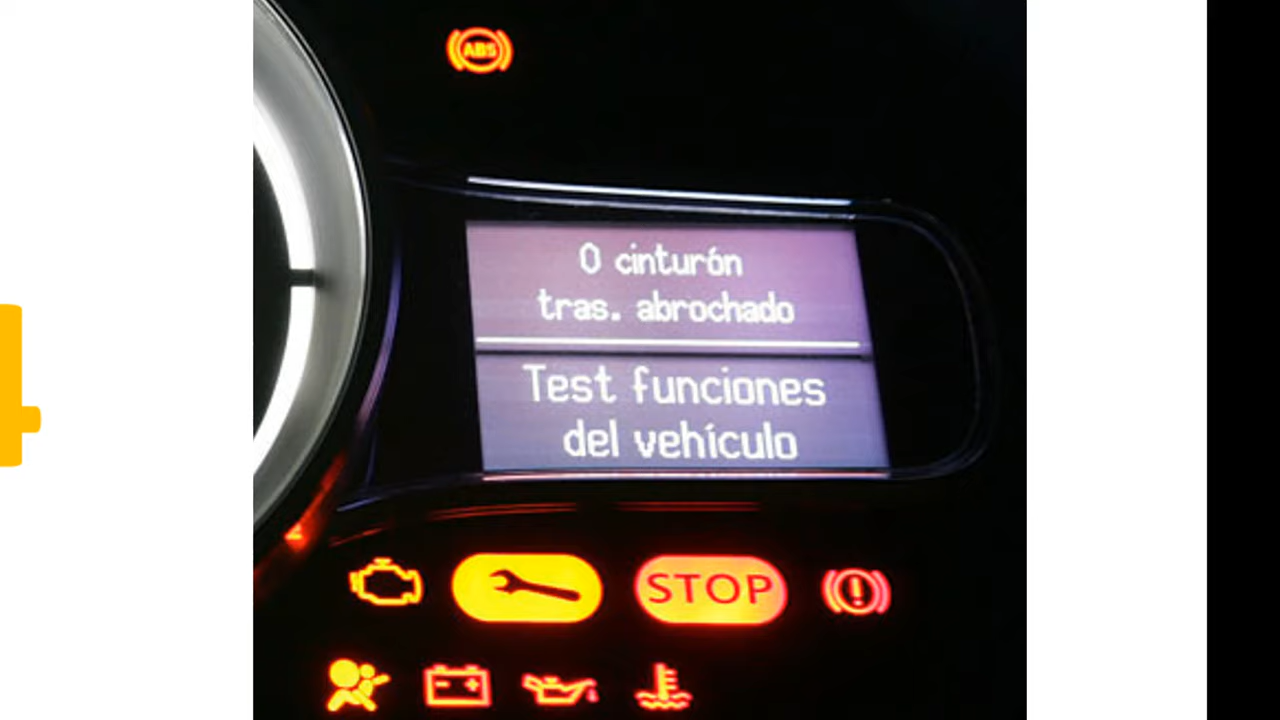 ABS
0 cinturón
tras. abrochado
Test funciones
del vehículo
STOP